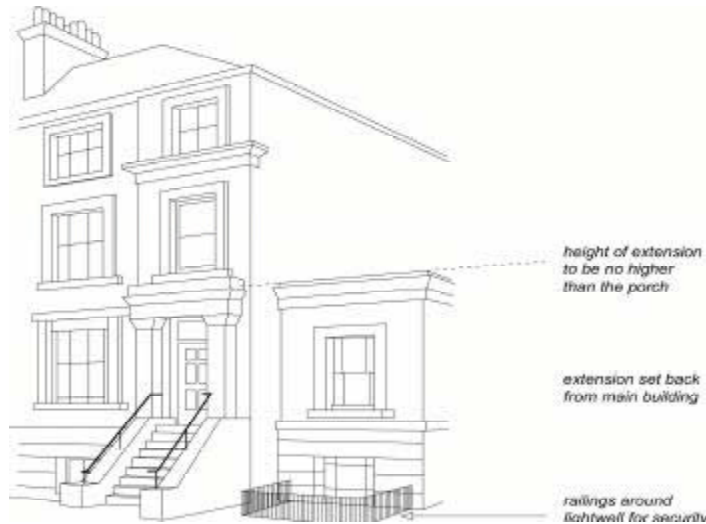 height of extension
to be no higher
than the porch
extension set back
from main building
railings around
lightwell for security